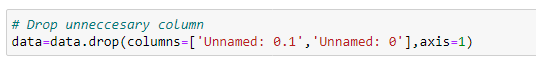 # Drop unneccesary column
data=data.drop(columns=['Unnamed: 0.1','Unnamed: 0'],axis=1)